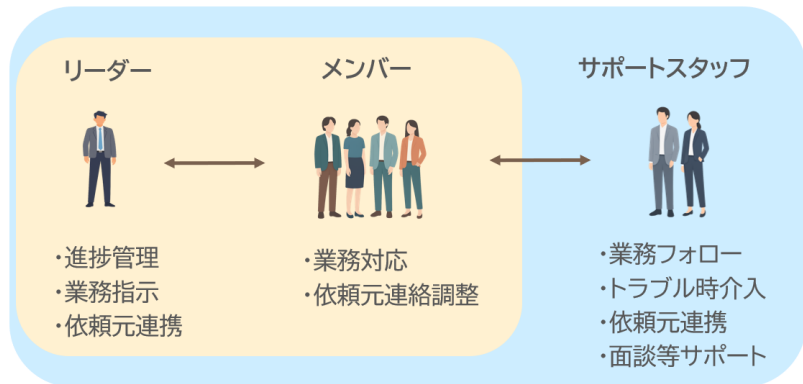 リーダー
メンバー
サポートスタッフ
・進捗管理
・業務指示
・依頼元連携
・業務対応
・依頼元連絡調整
・業務フォロー
・トラブル時介入
・依頼元連携
・面談等サポート